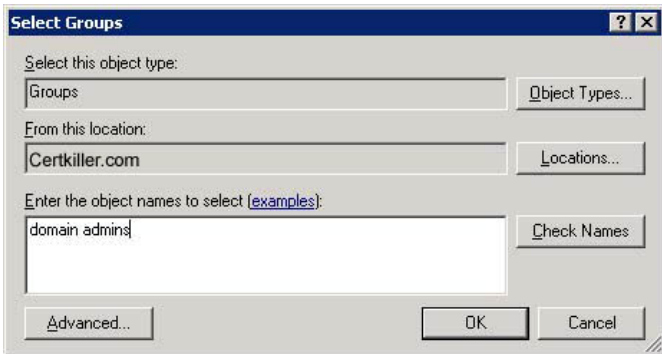 Select Groups
Select this object type:
Groups
Object Types...
From this location:
Certkiller.com
Locations...
Enter the object names to select (examples):
domain admins
Check Names
Advanced...
OK
Cancel